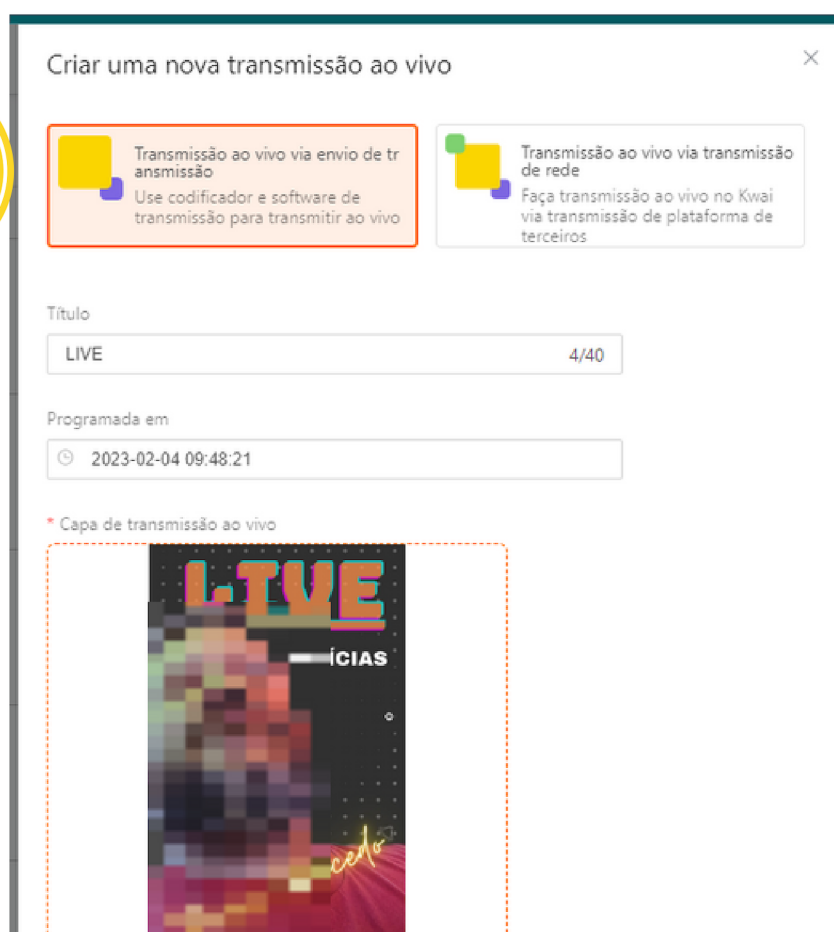 Criar uma nova transmissão ao vivo
Transmissão ao vivo via envio de tr
ansmissão
Use codificador e software de
transmissão para transmitir ao vivo
Transmissão ao vivo via transmissão
de rede
Faça transmissão ao vivo no Kwai
via transmissão de plataforma de
terceiros
Título
LIVE 4/40
Programada em
2023-02-04 09:48:21
* Capa de transmissão ao vivo
LIVE
ÍCIAS
cedo